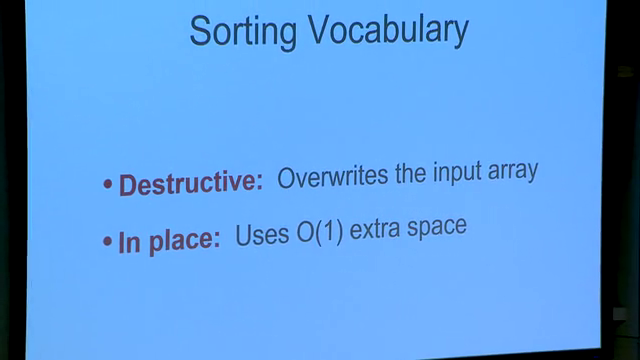 Sorting Vocabulary
• Destructive: Overwrites the input array
• In place: Uses O(1) extra space